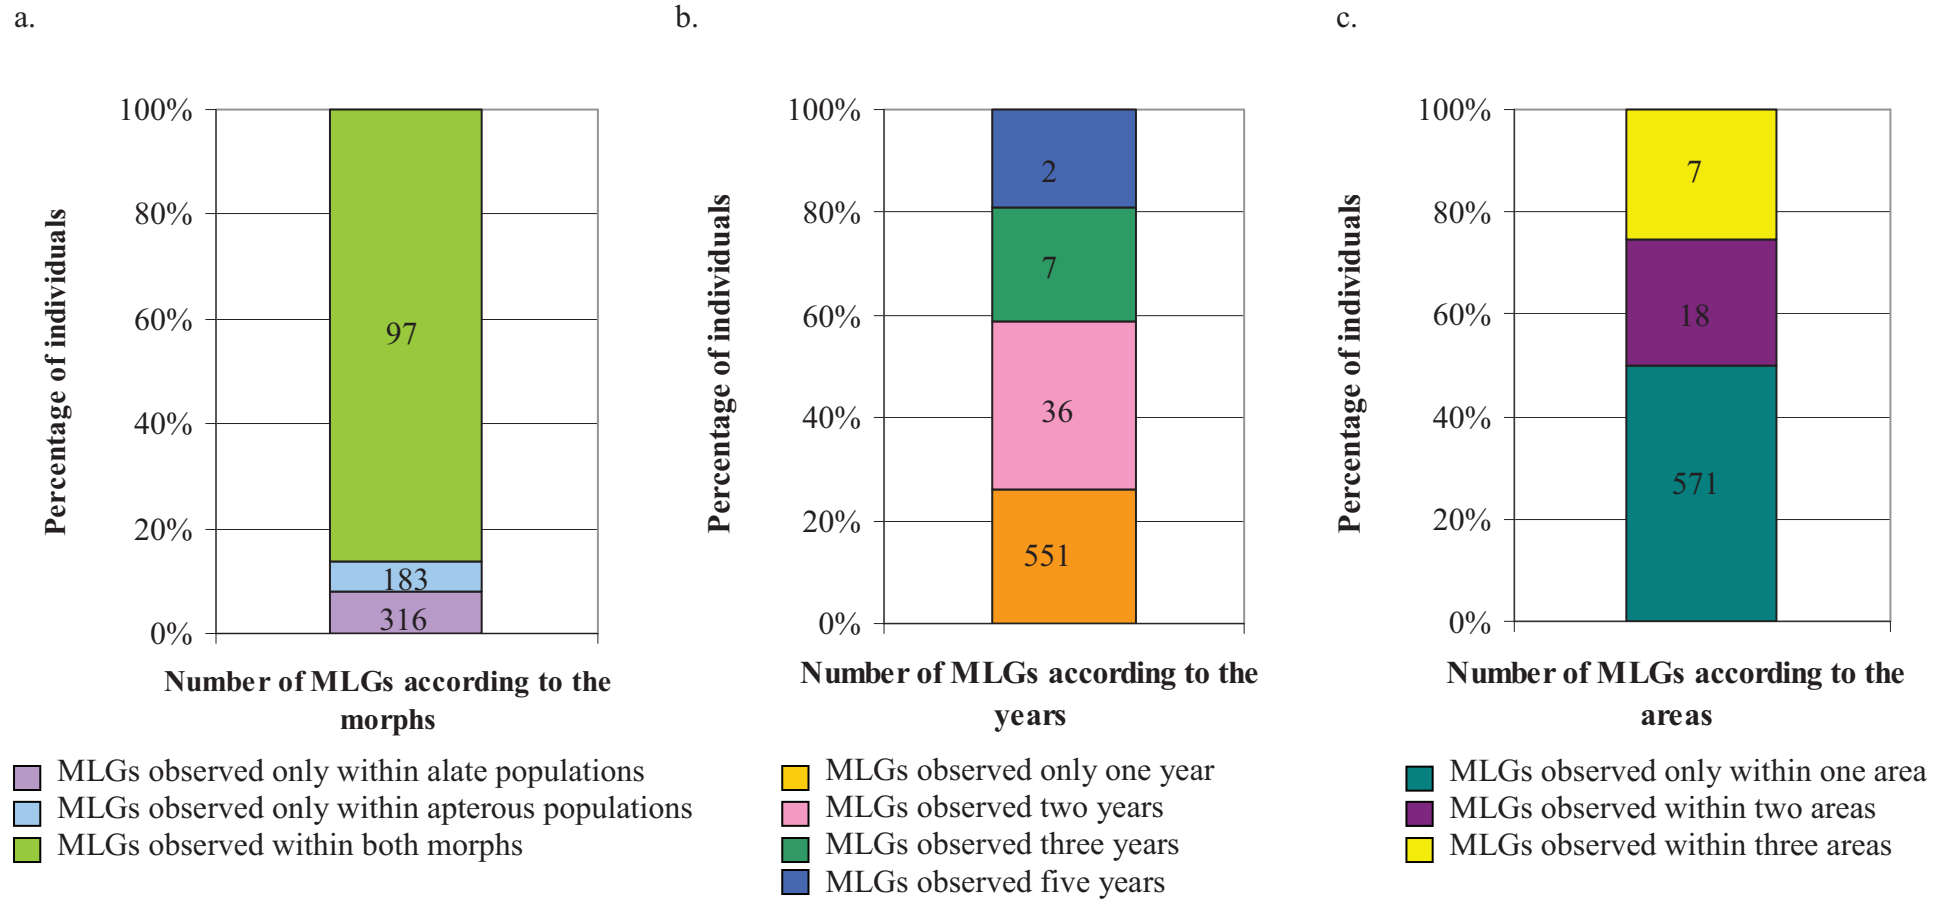 a.
100%
80%
60%
40%
20%
0%
Percentage of individuals
97
183
316
Number of MLGs according to the
morphs
MLGs observed only within alate populations
MLGs observed only within apterous populations
MLGs observed within both morphs
b.
100%
80%
60%
40%
20%
0%
Percentage of individuals
2
7
36
551
Number of MLGs according to the
years
MLGs observed only one year
MLGs observed two years
MLGs observed three years
MLGs observed five years
c.
100%
80%
60%
40%
20%
0%
Percentage of individuals
7
18
571
Number of MLGs according to the
areas
MLGs observed only within one area
MLGs observed within two areas
MLGs observed within three areas